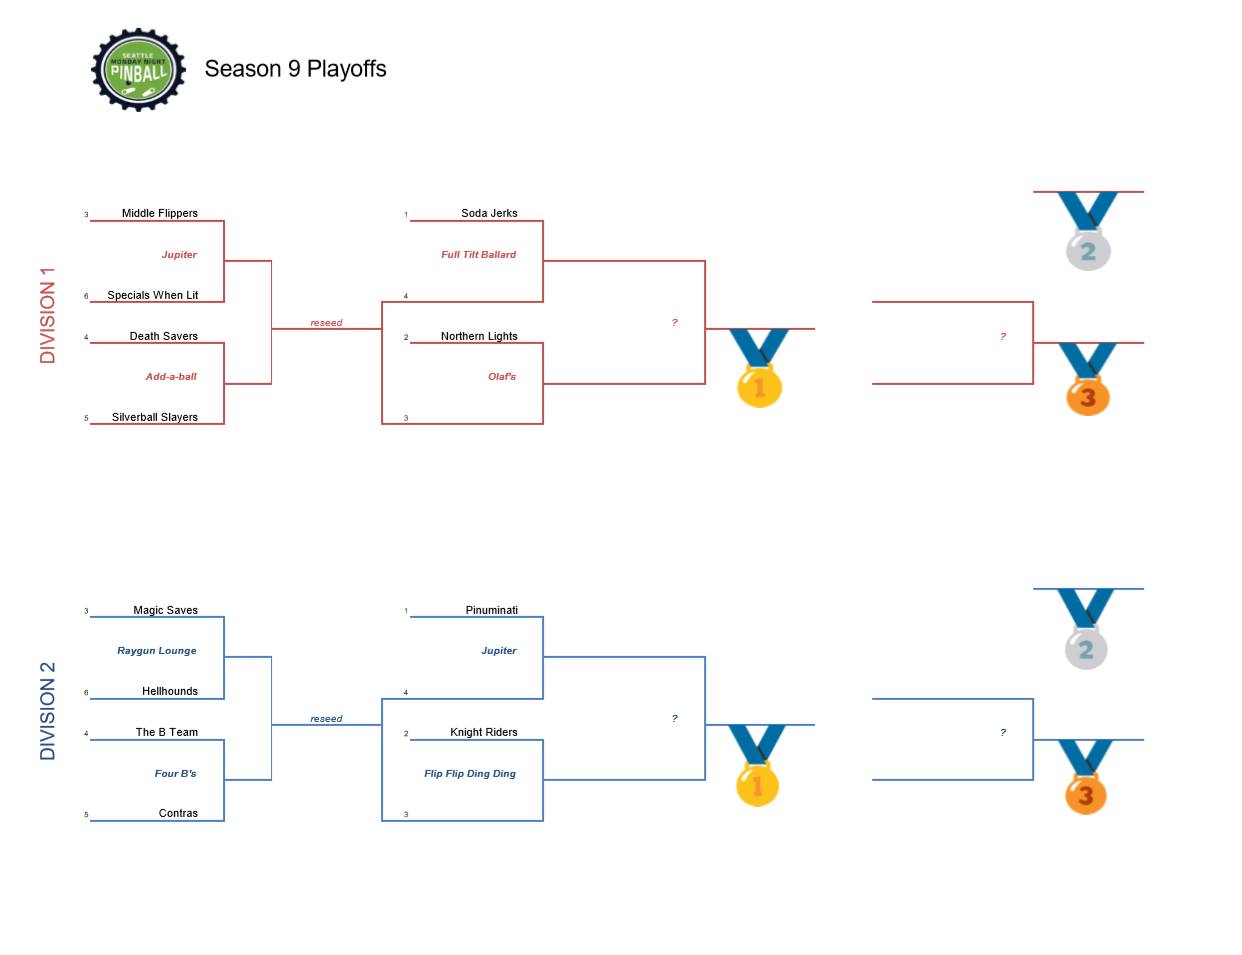 SEATTLE
MONDAY NIGHT
PINBALL
Season 9 Playoffs
DIVISION 1
3 Middle Flippers
Jupiter
6 Specials When Lit
4 Death Savers
Add-a-ball
5 Silverball Slayers
reseed
1 Soda Jerks
Full Tilt Ballard
4
2 Northern Lights
Olaf's
3
?
1
2
?
3
DIVISION 2
3 Magic Saves
Raygun Lounge
6 Hellhounds
4 The B Team
Four B's
5 Contras
reseed
1 Pinuminati
Jupiter
4
2 Knight Riders
Flip Flip Ding Ding
3
?
1
2
?
3